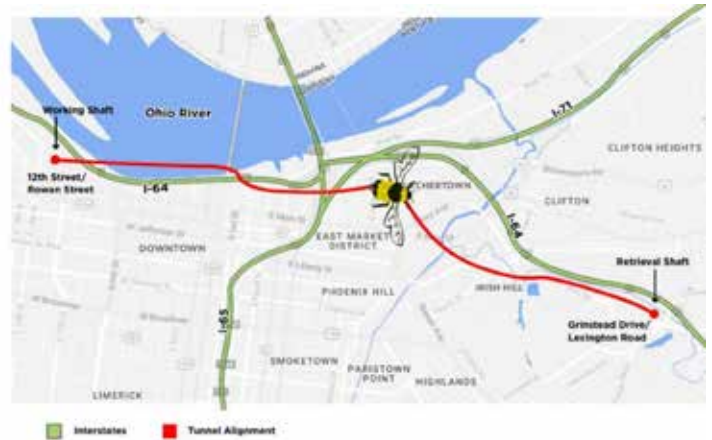 Working Shaft
Ohio River
I-71
CLIFTON HEIGHTS
12th Street/
Rowan Street
I-64
CHERTOWN
CLIFTON
I-64
EAST MARKET
DISTRICT
DOWNTOWN
Retrieval Shaft
PHOENIX HILL
IRISH HILL
I-65
Grinstead Drive/
Lexington Road
SMOKETOWN
PARISTOWN
POINT
HIGHLANDS
LIMERICK
Interstates
Tunnel Alignment